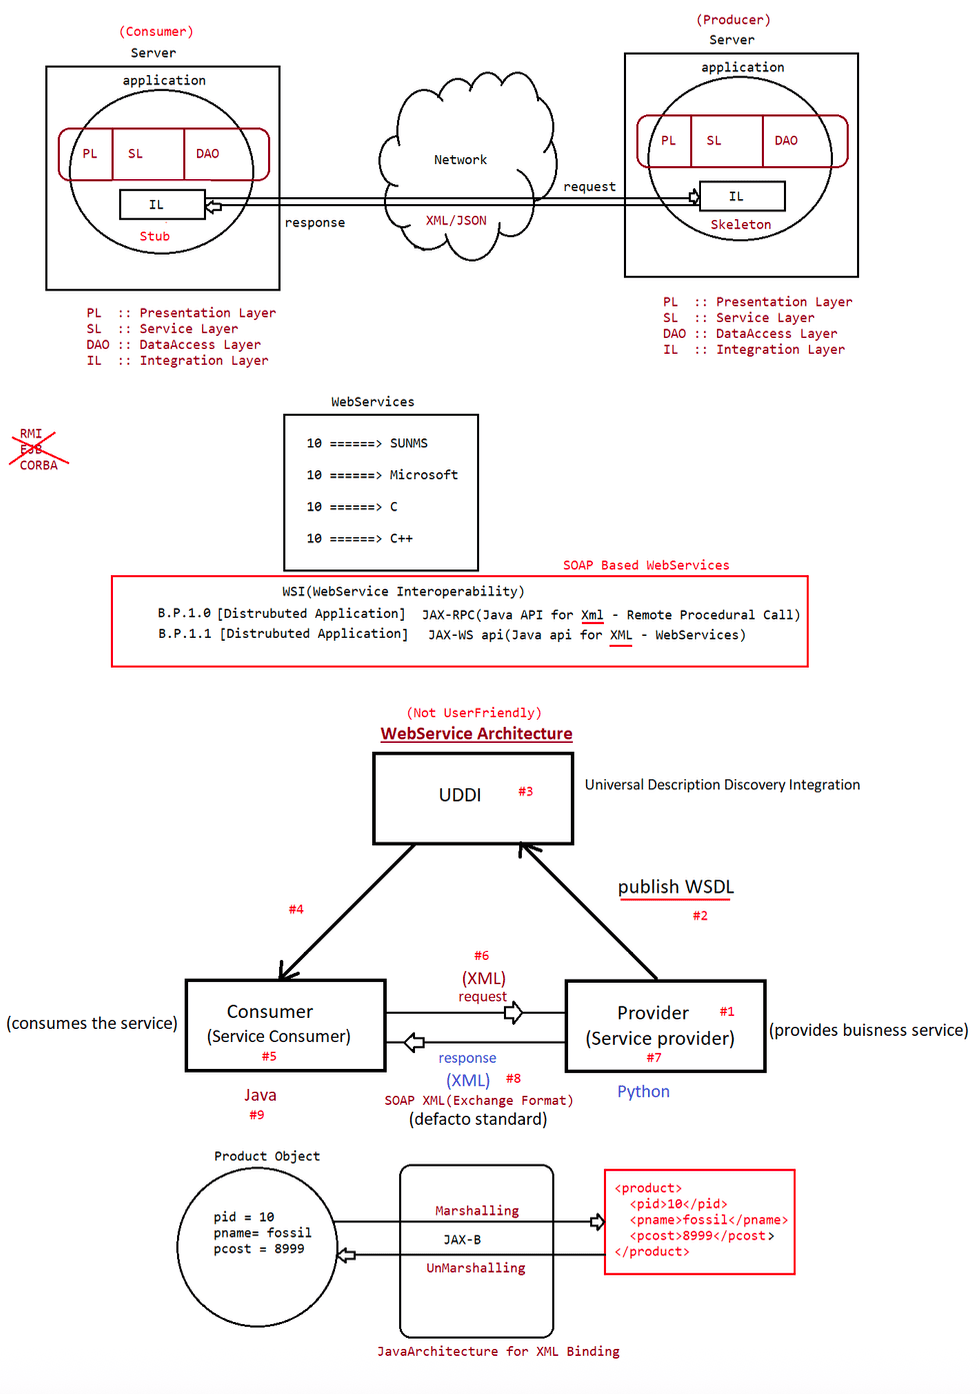 (Consumer)
Server
application
PL SL DAO
IL
Stub
(Producer)
Server
application
PL SL DAO
IL
Skeleton
Network
XML/JSON
request
response
PL :: Presentation Layer
SL :: Service Layer
DAO :: DataAccess Layer
IL :: Integration Layer
PL :: Presentation Layer
SL :: Service Layer
DAO :: DataAccess Layer
IL :: Integration Layer
RMI
EJB
CORBA
WebServices
10 ======> SUNMS
10 ======> Microsoft
10 ======> C
10 ======> C++
SOAP Based WebServices
WSI(WebService Interoperability)
B.P.1.0 [Distrubuted Application] JAX-RPC(Java API for Xml - Remote Procedural Call)
B.P.1.1 [Distrubuted Application] JAX-WS api(Java api for XML - WebServices)
(Not UserFriendly)
WebService Architecture
UDDI #3
Universal Description Discovery Integration
publish WSDL
#2
#4
#6
(XML)
request
(consumes the service)
Consumer
(Service Consumer)
#5
Provider #1
(Service provider)
#7
(provides buisness service)
response
(XML) #8
SOAP XML(Exchange Format)
(defacto standard)
Java
#9
Python
Product Object
pid = 10
pname= fossil
pcost = 8999
Marshalling
JAX-B
UnMarshalling
<product>
<pid>10</pid>
<pname>fossil</pname>
<pcost>8999</pcost>
</product>
JavaArchitecture for XML Binding